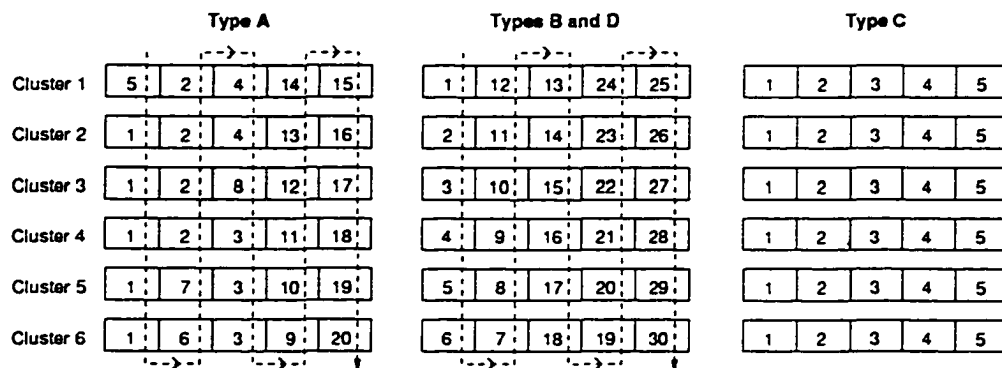 Type A Types B and D Type C
Cluster 1 5 2 4 14 15 1 12 13 24 25 1 2 3 4 5
Cluster 2 1 2 4 13 16 2 11 14 23 26 1 2 3 4 5
Cluster 3 1 2 8 12 17 3 10 15 22 27 1 2 3 4 5
Cluster 4 1 2 3 11 18 4 9 16 21 28 1 2 3 4 5
Cluster 5 1 7 3 10 19 5 8 17 20 29 1 2 3 4 5
Cluster 6 1 6 3 9 20 6 7 18 19 30 1 2 3 4 5